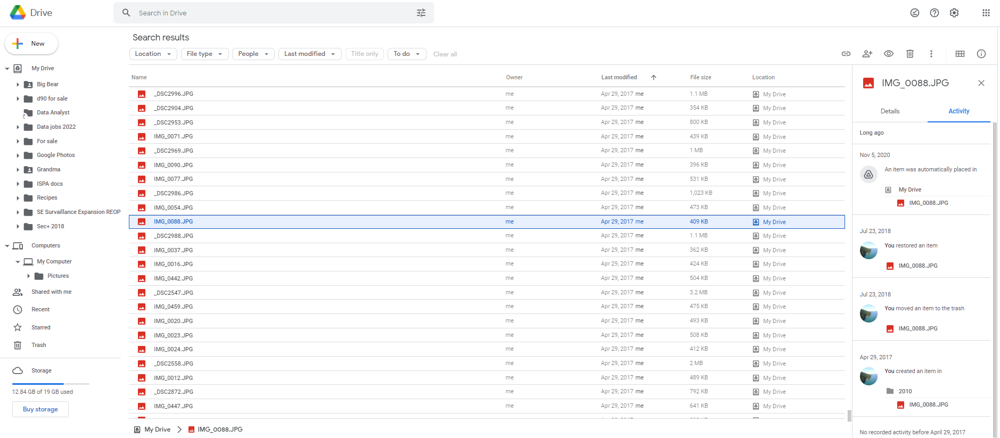 Drive
Search in Drive
New
Search results
Location
File type
People
Last modified
Title only
To do
Clear all
My Drive
Big Bear
d90 for sale
Data Analyst
Data jobs 2022
For sale
Google Photos
Grandma
ISPA docs
Recipes
SE Survaillance Expansion REOP
Sec+ 2018
Computers
My Computer
Pictures
Shared with me
Recent
Starred
Trash
Storage
12.84 GB of 19 GB used
Buy storage
Name Owner Last modified File size Location
_DSC2996.JPG me Apr 29, 2017 me 1.1 MB My Drive
_DSC2904.JPG me Apr 29, 2017 me 354 KB My Drive
_DSC2953.JPG me Apr 29, 2017 me 800 KB My Drive
IMG_0071.JPG me Apr 29, 2017 me 439 KB My Drive
_DSC2969.JPG me Apr 29, 2017 me 1 MB My Drive
IMG_0090.JPG me Apr 29, 2017 me 396 KB My Drive
IMG_0077.JPG me Apr 29, 2017 me 531 KB My Drive
_DSC2986.JPG me Apr 29, 2017 me 1,023 KB My Drive
IMG_0054.JPG me Apr 29, 2017 me 473 KB My Drive
IMG_0088.JPG me Apr 29, 2017 me 409 KB My Drive
_DSC2988.JPG me Apr 29, 2017 me 1.1 MB My Drive
IMG_0037.JPG me Apr 29, 2017 me 362 KB My Drive
IMG_0016.JPG me Apr 29, 2017 me 424 KB My Drive
IMG_0442.JPG me Apr 29, 2017 me 504 KB My Drive
_DSC2547.JPG me Apr 29, 2017 me 3.2 MB My Drive
IMG_0459.JPG me Apr 29, 2017 me 475 KB My Drive
IMG_0020.JPG me Apr 29, 2017 me 493 KB My Drive
IMG_0023.JPG me Apr 29, 2017 me 508 KB My Drive
IMG_0024.JPG me Apr 29, 2017 me 412 KB My Drive
_DSC2558.JPG me Apr 29, 2017 me 2 MB My Drive
IMG_0012.JPG me Apr 29, 2017 me 489 KB My Drive
_DSC2872.JPG me Apr 29, 2017 me 792 KB My Drive
IMG_0447.JPG me Apr 29, 2017 me 641 KB My Drive
My Drive > IMG_0088.JPG
IMG_0088.JPG
Details Activity
Long ago
Nov 5, 2020
An item was automatically placed in
My Drive
IMG_0088.JPG
Jul 23, 2018
You restored an item
IMG_0088.JPG
Jul 23, 2018
You moved an item to the trash
IMG_0088.JPG
Apr 29, 2017
You created an item in
2010
IMG_0088.JPG
No recorded activity before April 29, 2017